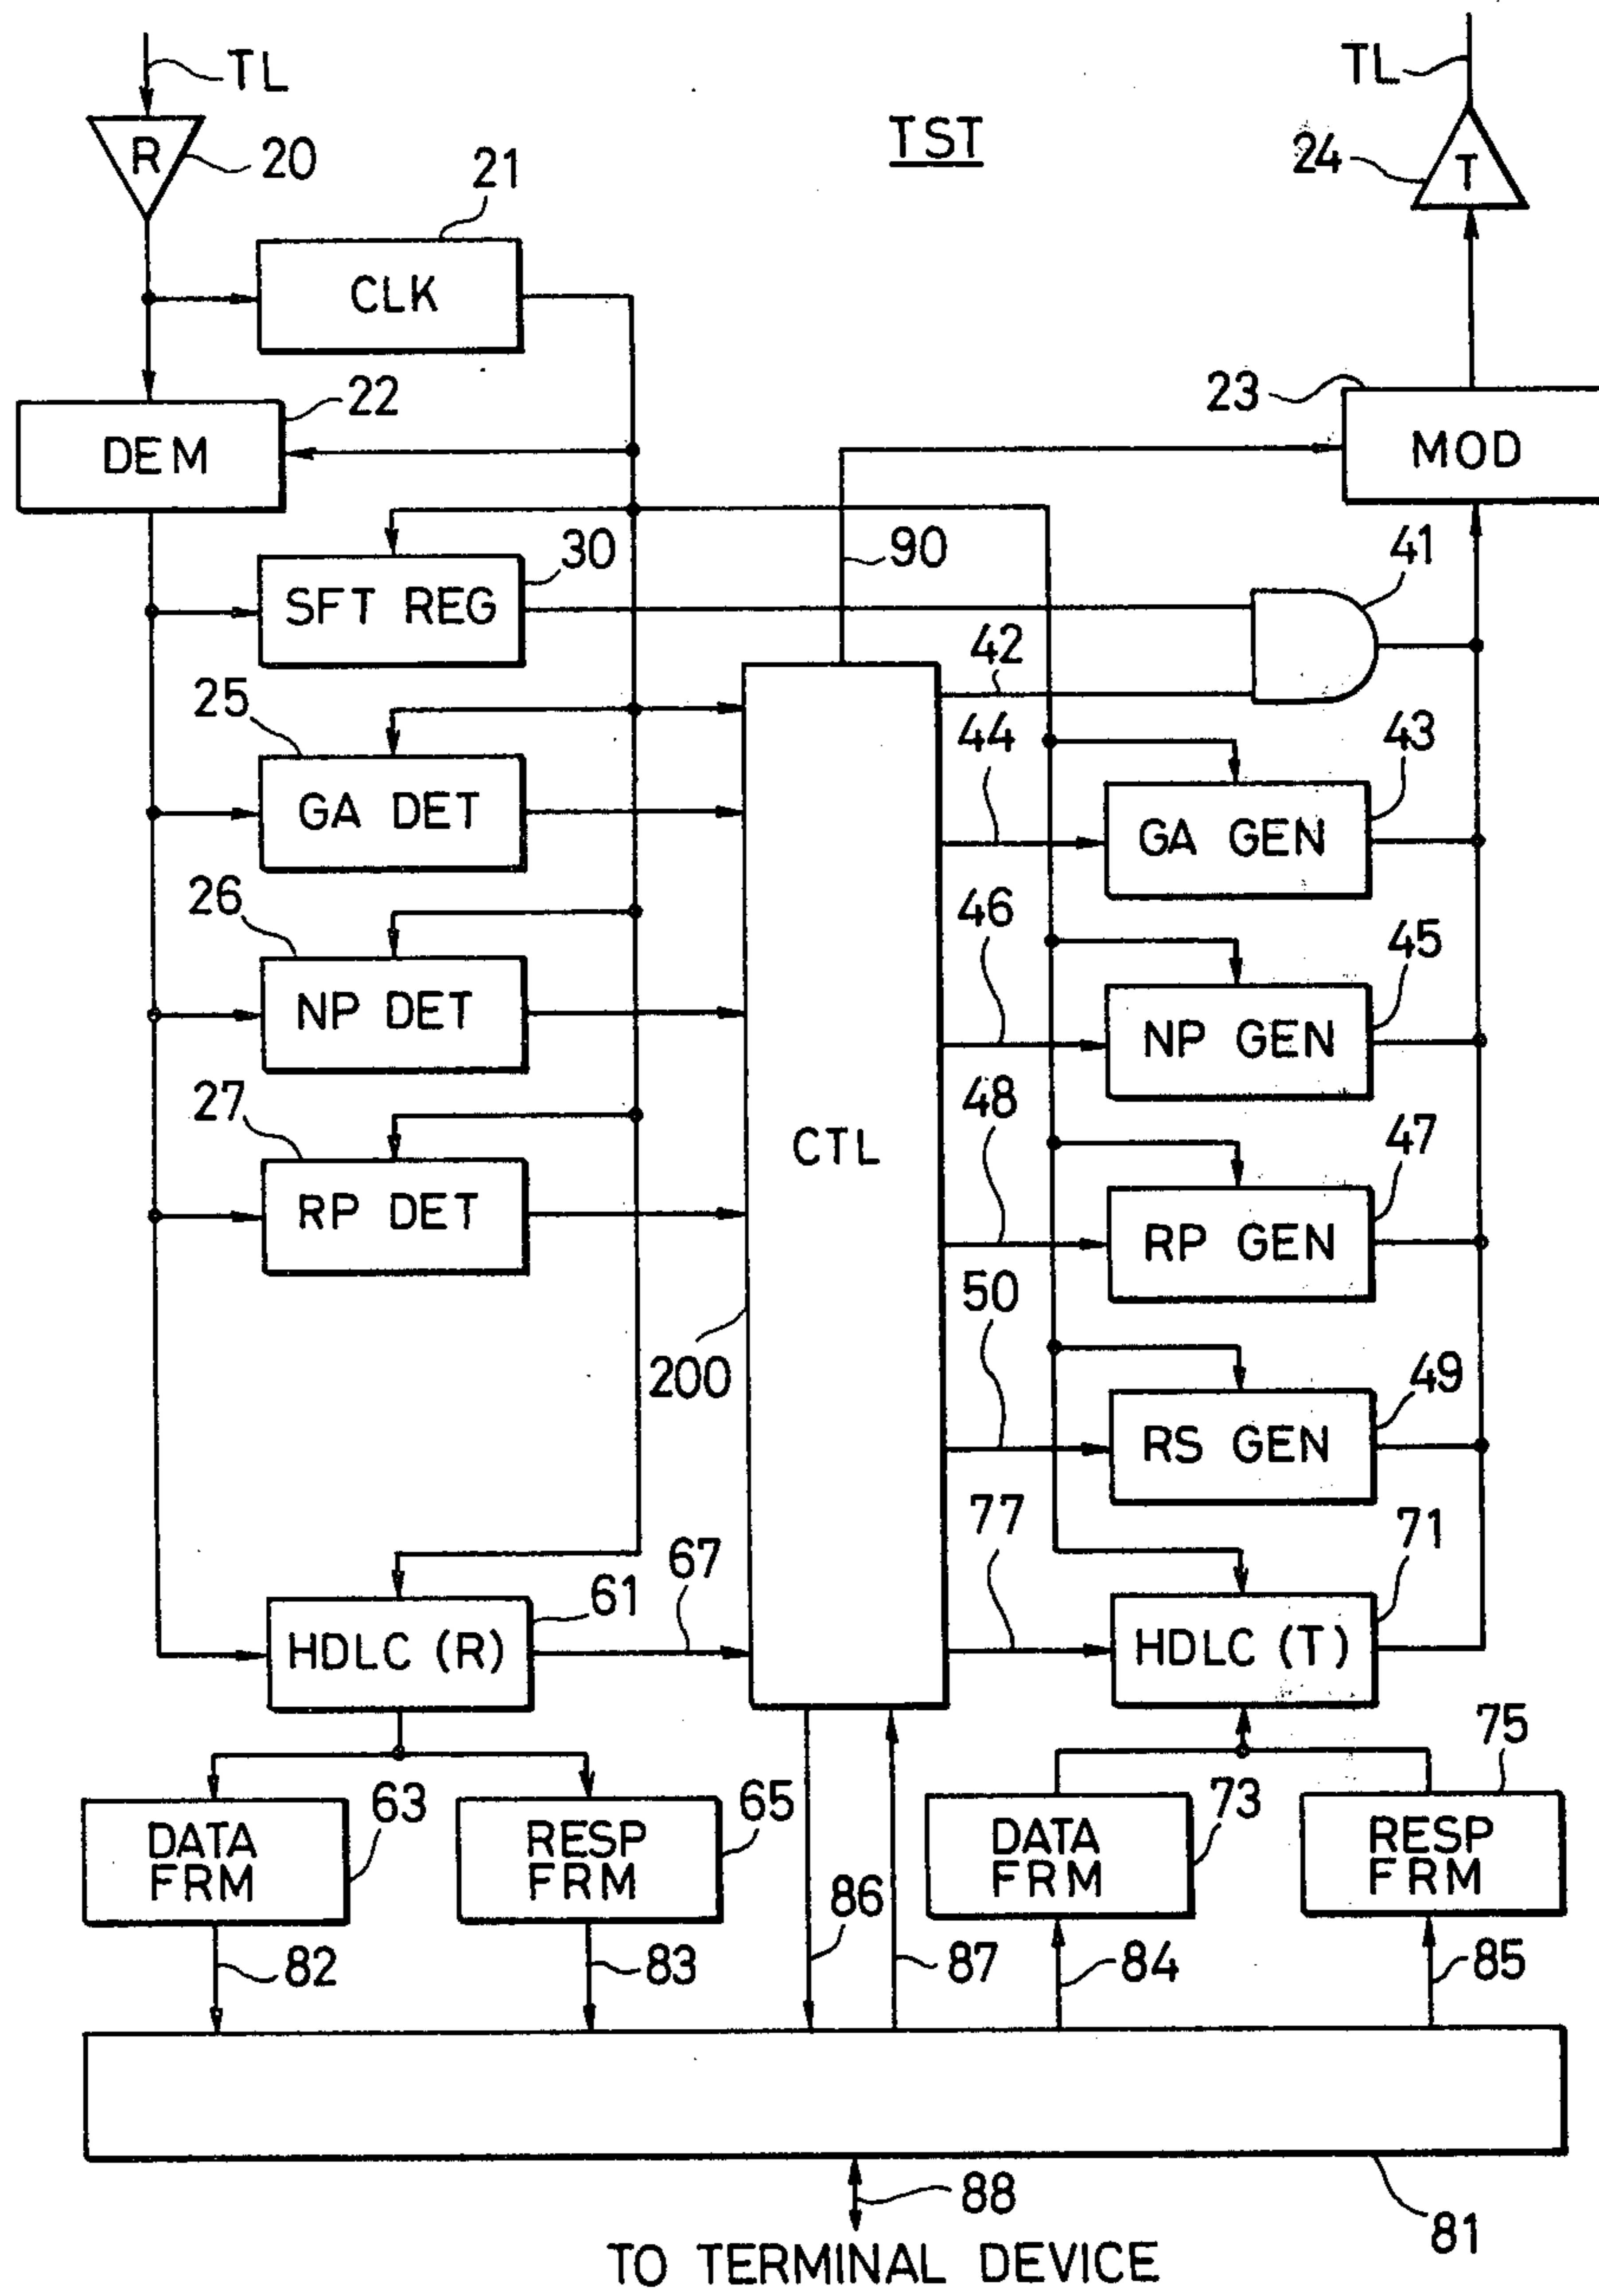 TL
TL
TST
R
20
24
T
21
CLK
22
23
DEM
MOD
30
90
41
SFT REG
42
25
44
43
GA DET
GA GEN
26
46
45
NP DET
NP GEN
27
48
47
CTL
RP DET
RP GEN
50
200
49
RS GEN
67
77
71
61
HDLC (R)
HDLC (T)
75
63
65
73
DATA
FRM
RESP
FRM
DATA
FRM
RESP
FRM
86
82
83
87
84
85
88
81
TO TERMINAL DEVICE